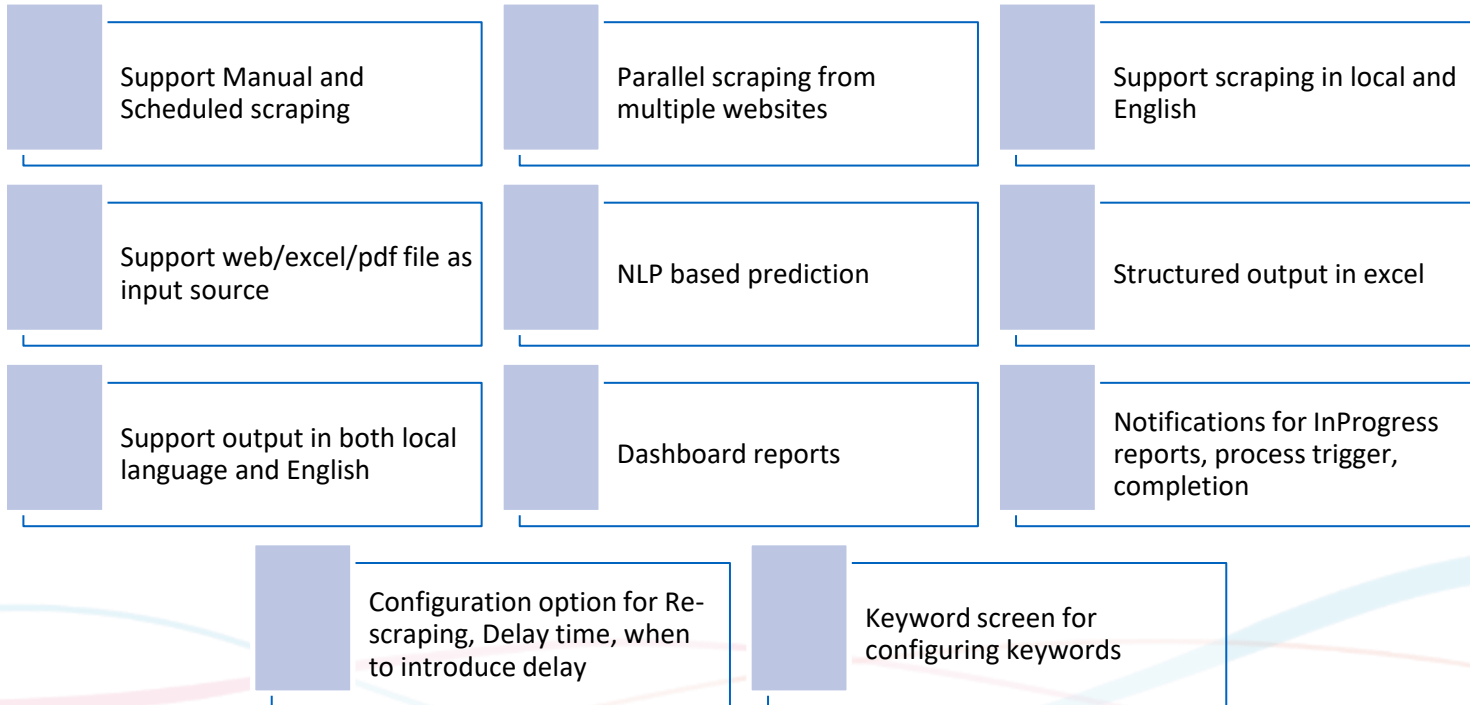 Support Manual and
Scheduled scraping
Parallel scraping from
multiple websites
Support scraping in local and
English
Support web/excel/pdf file as
input source
NLP based prediction
Structured output in excel
Support output in both local
language and English
Dashboard reports
Notifications for InProgress
reports, process trigger,
completion
Configuration option for Re-
scraping, Delay time, when
to introduce delay
Keyword screen for
configuring keywords